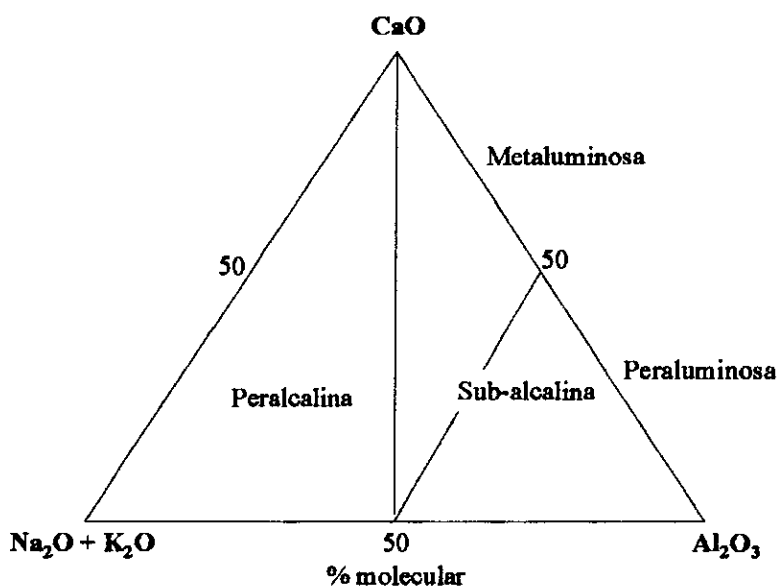 CaO
Metaluminosa
50
50
Peraluminosa
Peralcalina
Sub-alcalina
Na₂O + K₂O
50
Al₂O₃
% molecular